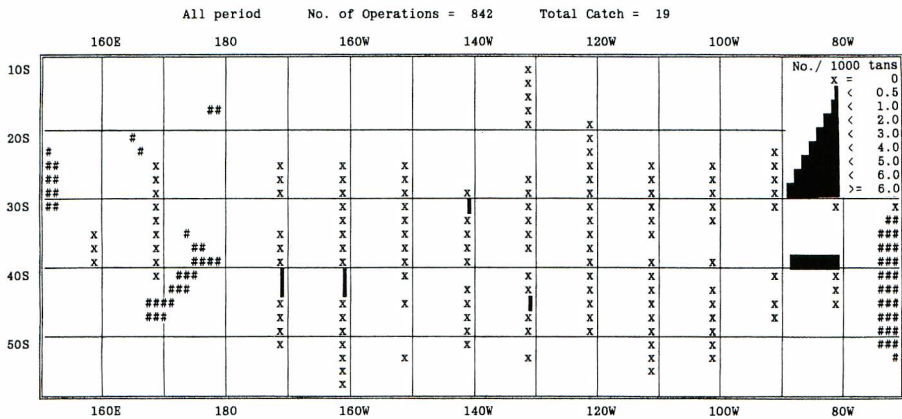 All period No. of Operations = 842 Total Catch = 19
160E 180 160W 140W 120W 100W 80W
10S
20S
30S
40S
50S
No./ 1000 tans
x = 0
< 0.5
< 1.0
< 2.0
< 3.0
< 4.0
< 5.0
< 6.0
>= 6.0
160E 180 160W 140W 120W 100W 80W